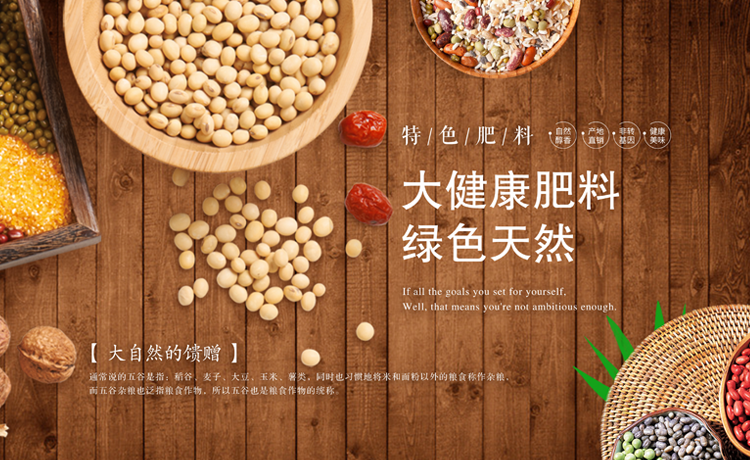 特/色/肥/料
自然
醇香
产地
直销
非转
基因
健康
美味
大健康肥料
绿色天然
If all the goals you set for yourself,
Well, that means you're not ambitious enough.
【 大自然的馈赠 】
通常说的五谷是指：稻谷、麦子、大豆、玉米、薯类，同时也习惯地将米和面粉以外的粮食称作杂粮，
而五谷杂粮也泛指粮食作物，所以五谷也是粮食作物的统称。